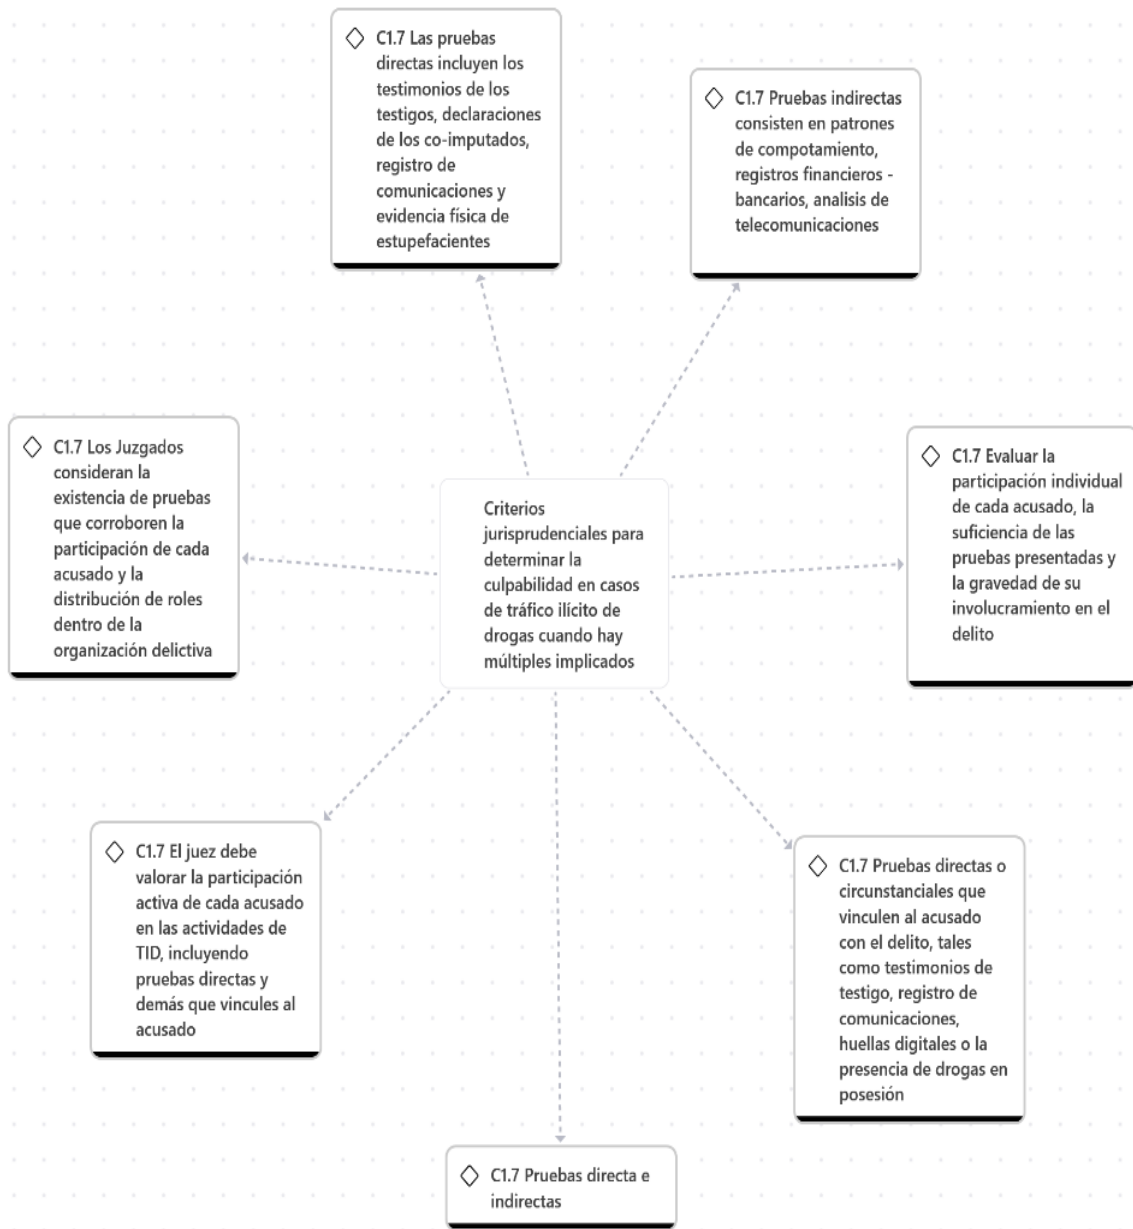 C1.7 Las pruebas
directas incluyen los
testimonios de los
testigos, declaraciones
de los co-imputados,
registro de
comunicaciones y
evidencia física de
estupefacientes
C1.7 Pruebas indirectas
consisten en patrones
de compotamiento,
registros financieros -
bancarios, analisis de
telecomunicaciones
C1.7 Los Juzgados
consideran la
existencia de pruebas
que corroboren la
participación de cada
acusado y la
distribución de roles
dentro de la
organización delictiva
Criterios
jurisprudenciales para
determinar la
culpabilidad en casos
de tráfico ilícito de
drogas cuando hay
múltiples implicados
C1.7 Evaluar la
participación individual
de cada acusado, la
suficiencia de las
pruebas presentadas y
la gravedad de su
involucramiento en el
delito
C1.7 El juez debe
valorar la participación
activa de cada acusado
en las actividades de
TID, incluyendo
pruebas directas y
demás que vincules al
acusado
C1.7 Pruebas directas o
circunstanciales que
vinculen al acusado
con el delito, tales
como testimonios de
testigo, registro de
comunicaciones,
huellas digitales o la
presencia de drogas en
posesión
C1.7 Pruebas directa e
indirectas